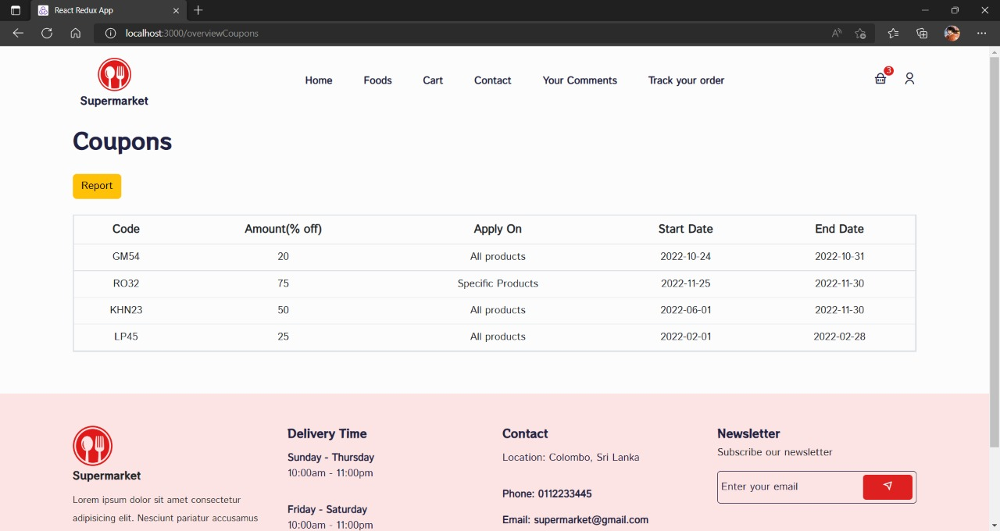 React Redux App
localhost:3000/overviewCoupons
Supermarket
Home Foods Cart Contact Your Comments Track your order
3
Coupons
Report
Code Amount(% off) Apply On Start Date End Date
GM54 20 All products 2022-10-24 2022-10-31
RO32 75 Specific Products 2022-11-25 2022-11-30
KHN23 50 All products 2022-06-01 2022-11-30
LP45 25 All products 2022-02-01 2022-02-28
Supermarket
Lorem ipsum dolor sit amet consectetur
adipisicing elit. Nesciunt pariatur accusamus
Delivery Time
Sunday - Thursday
10:00am - 11:00pm
Friday - Saturday
10:00am - 11:00pm
Contact
Location: Colombo, Sri Lanka
Phone: 0112233445
Email: supermarket@gmail.com
Newsletter
Subscribe our newsletter
Enter your email